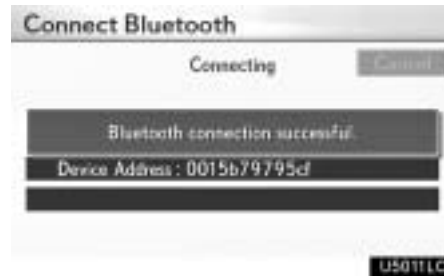 Connect Bluetooth
Connecting
Cancel
Bluetooth connection successful.
Device Address : 0015b79795cf
U5011LC